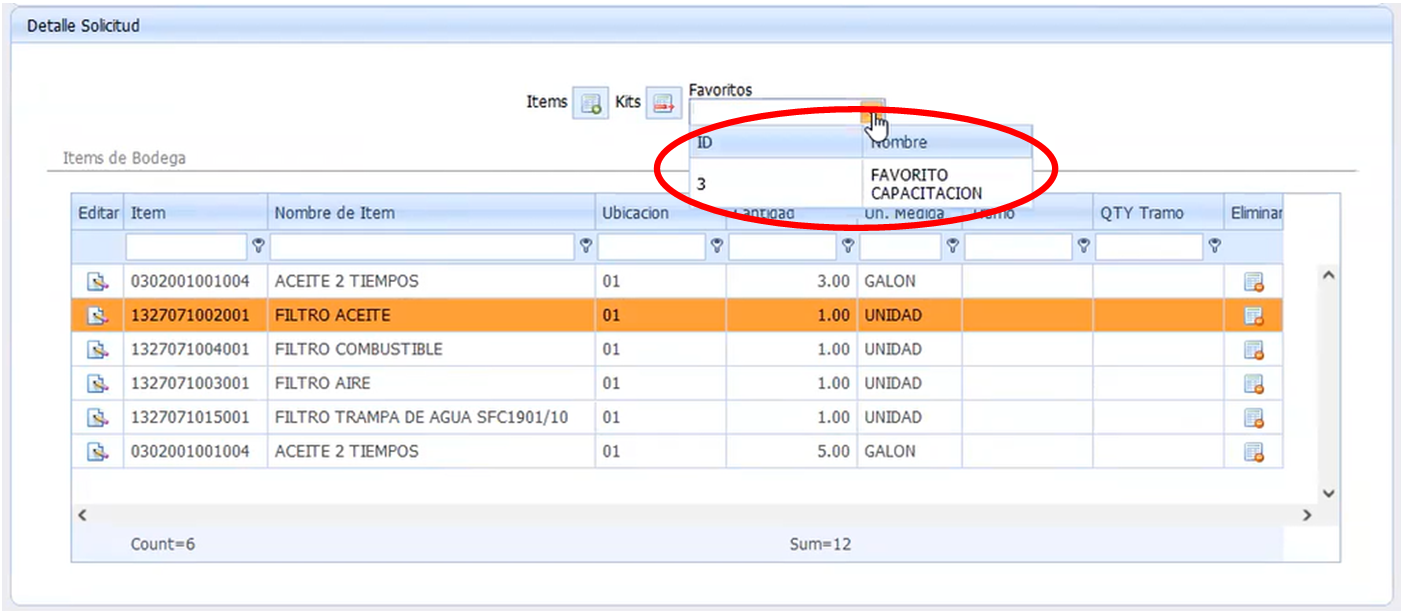 Detalle Solicitud
Items Kits Favoritos
ID Nombre
3 FAVORITO
CAPACITACION
Items de Bodega
Editar Item Nombre de Item Ubicacion Cantidad Un. Medida QTY Tramo Eliminar
0302001001004 ACEITE 2 TIEMPOS 01 3.00 GALON
1327071002001 FILTRO ACEITE 01 1.00 UNIDAD
1327071004001 FILTRO COMBUSTIBLE 01 1.00 UNIDAD
1327071003001 FILTRO AIRE 01 1.00 UNIDAD
1327071015001 FILTRO TRAMPA DE AGUA SFC1901/10 01 1.00 UNIDAD
0302001001004 ACEITE 2 TIEMPOS 01 5.00 GALON
Count=6 Sum=12